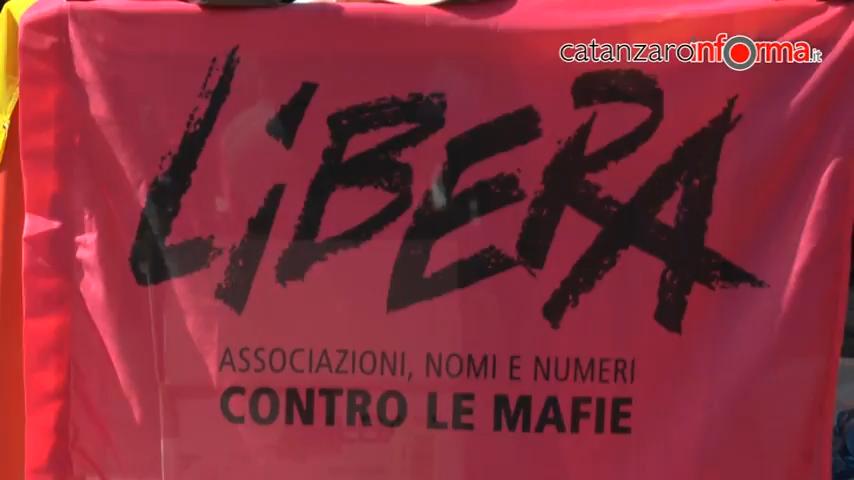 catanzaroinforma.it
LiBERA
ASSOCIAZIONI, NOMI E NUMERI
CONTRO LE MAFIE